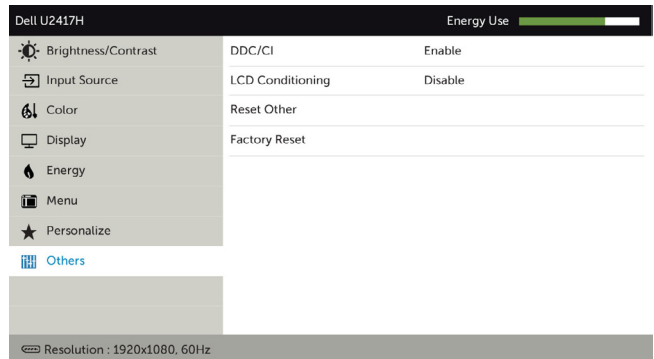 Dell U2417H Energy Use
Brightness/Contrast DDC/CI Enable
Input Source LCD Conditioning Disable
Color Reset Other
Display Factory Reset
Energy
Menu
Personalize
Others
Resolution : 1920x1080, 60Hz